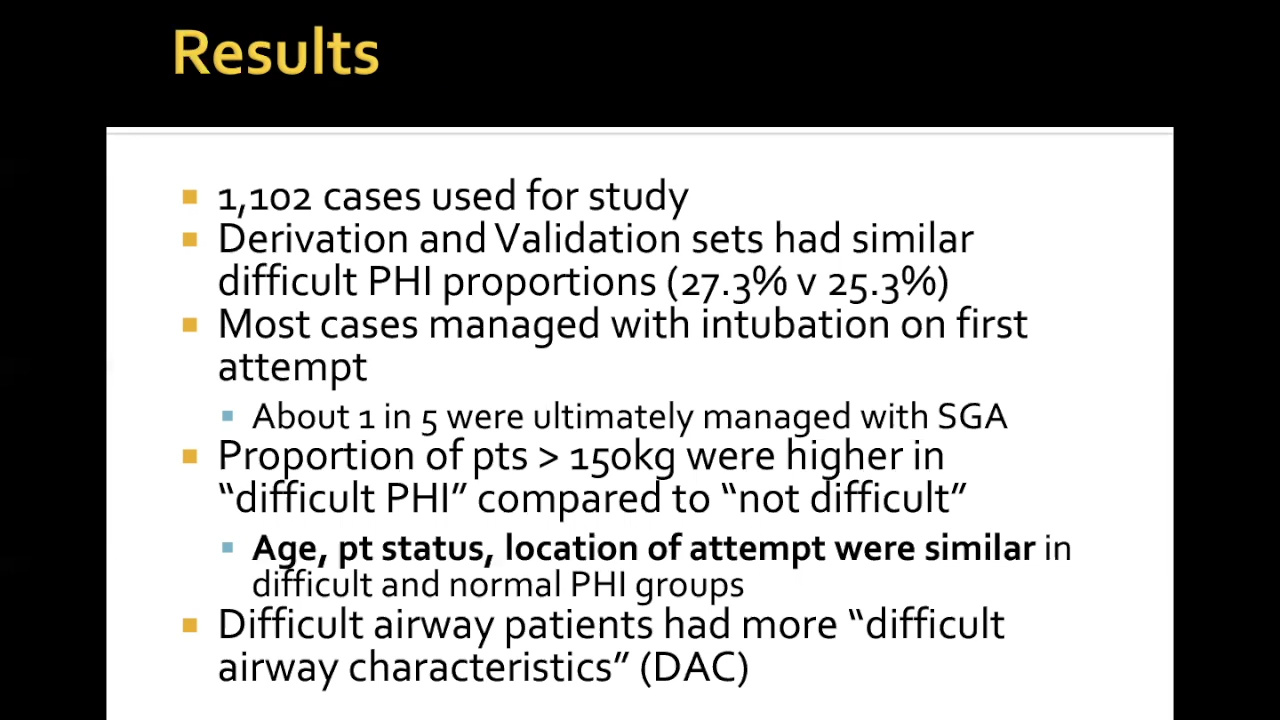 Results
1,102 cases used for study
Derivation and Validation sets had similar
difficult PHI proportions (27.3% v 25.3%)
Most cases managed with intubation on first
attempt
About 1 in 5 were ultimately managed with SGA
Proportion of pts > 150kg were higher in
“difficult PHI” compared to “not difficult”
Age, pt status, location of attempt were similar in
difficult and normal PHI groups
Difficult airway patients had more “difficult
airway characteristics” (DAC)